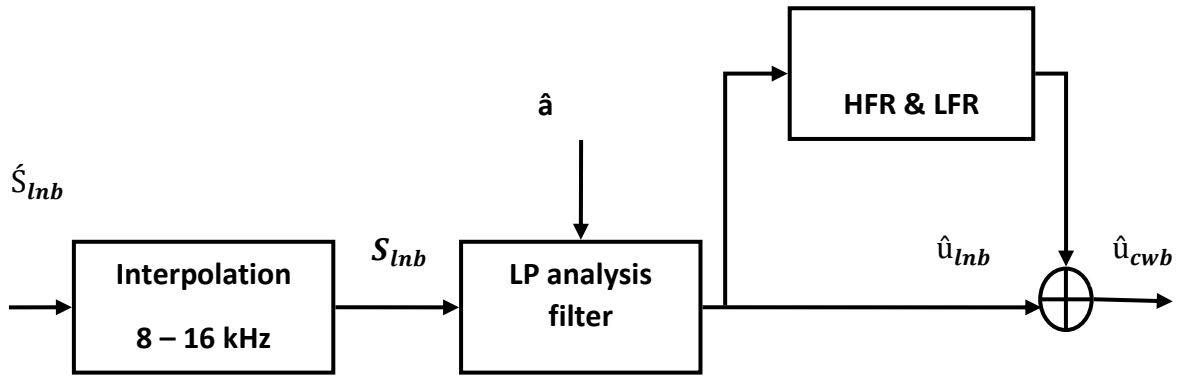 HFR & LFR
â
Ś_lnb
Interpolation
8 – 16 kHz
S_lnb
LP analysis
filter
û_lnb
û_cwb